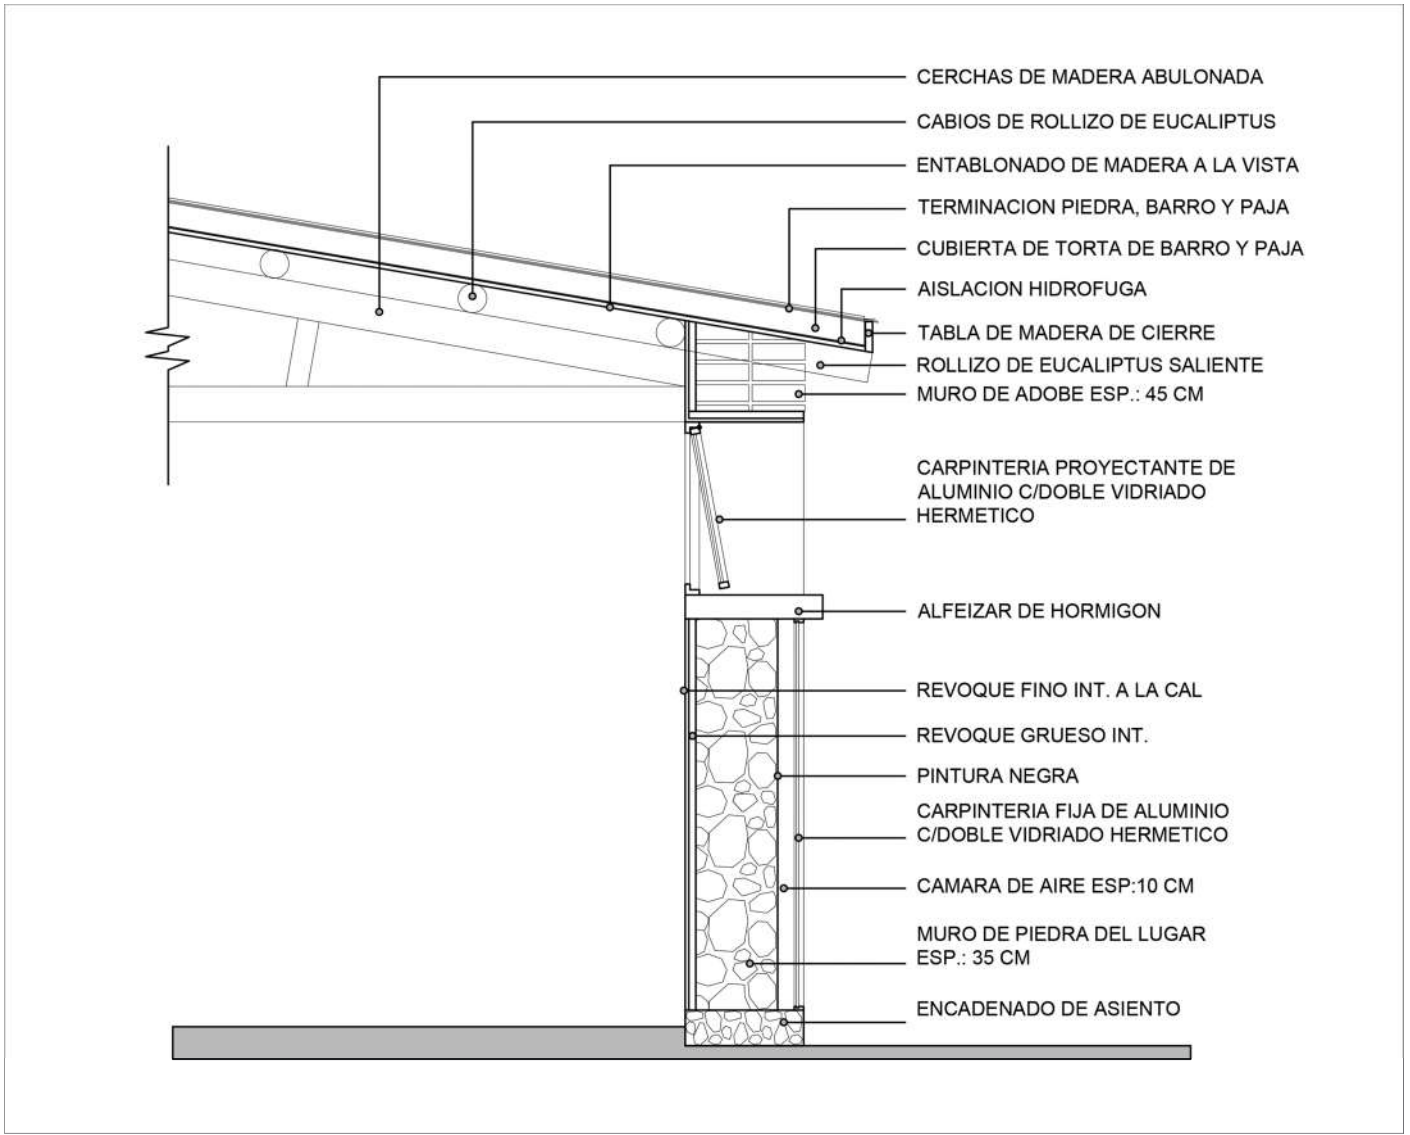 CERCHAS DE MADERA ABULONADA
CABIOS DE ROLLIZO DE EUCALIPTUS
ENTABLONADO DE MADERA A LA VISTA
TERMINACION PIEDRA, BARRO Y PAJA
CUBIERTA DE TORTA DE BARRO Y PAJA
AISLACION HIDROFUGA
TABLA DE MADERA DE CIERRE
ROLLIZO DE EUCALIPTUS SALIENTE
MURO DE ADOBE ESP.: 45 CM
CARPINTERIA PROYECTANTE DE
ALUMINIO C/DOBLE VIDRIADO
HERMETICO
ALFEIZAR DE HORMIGON
REVOQUE FINO INT. A LA CAL
REVOQUE GRUESO INT.
PINTURA NEGRA
CARPINTERIA FIJA DE ALUMINIO
C/DOBLE VIDRIADO HERMETICO
CAMARA DE AIRE ESP:10 CM
MURO DE PIEDRA DEL LUGAR
ESP.: 35 CM
ENCADENADO DE ASIENTO